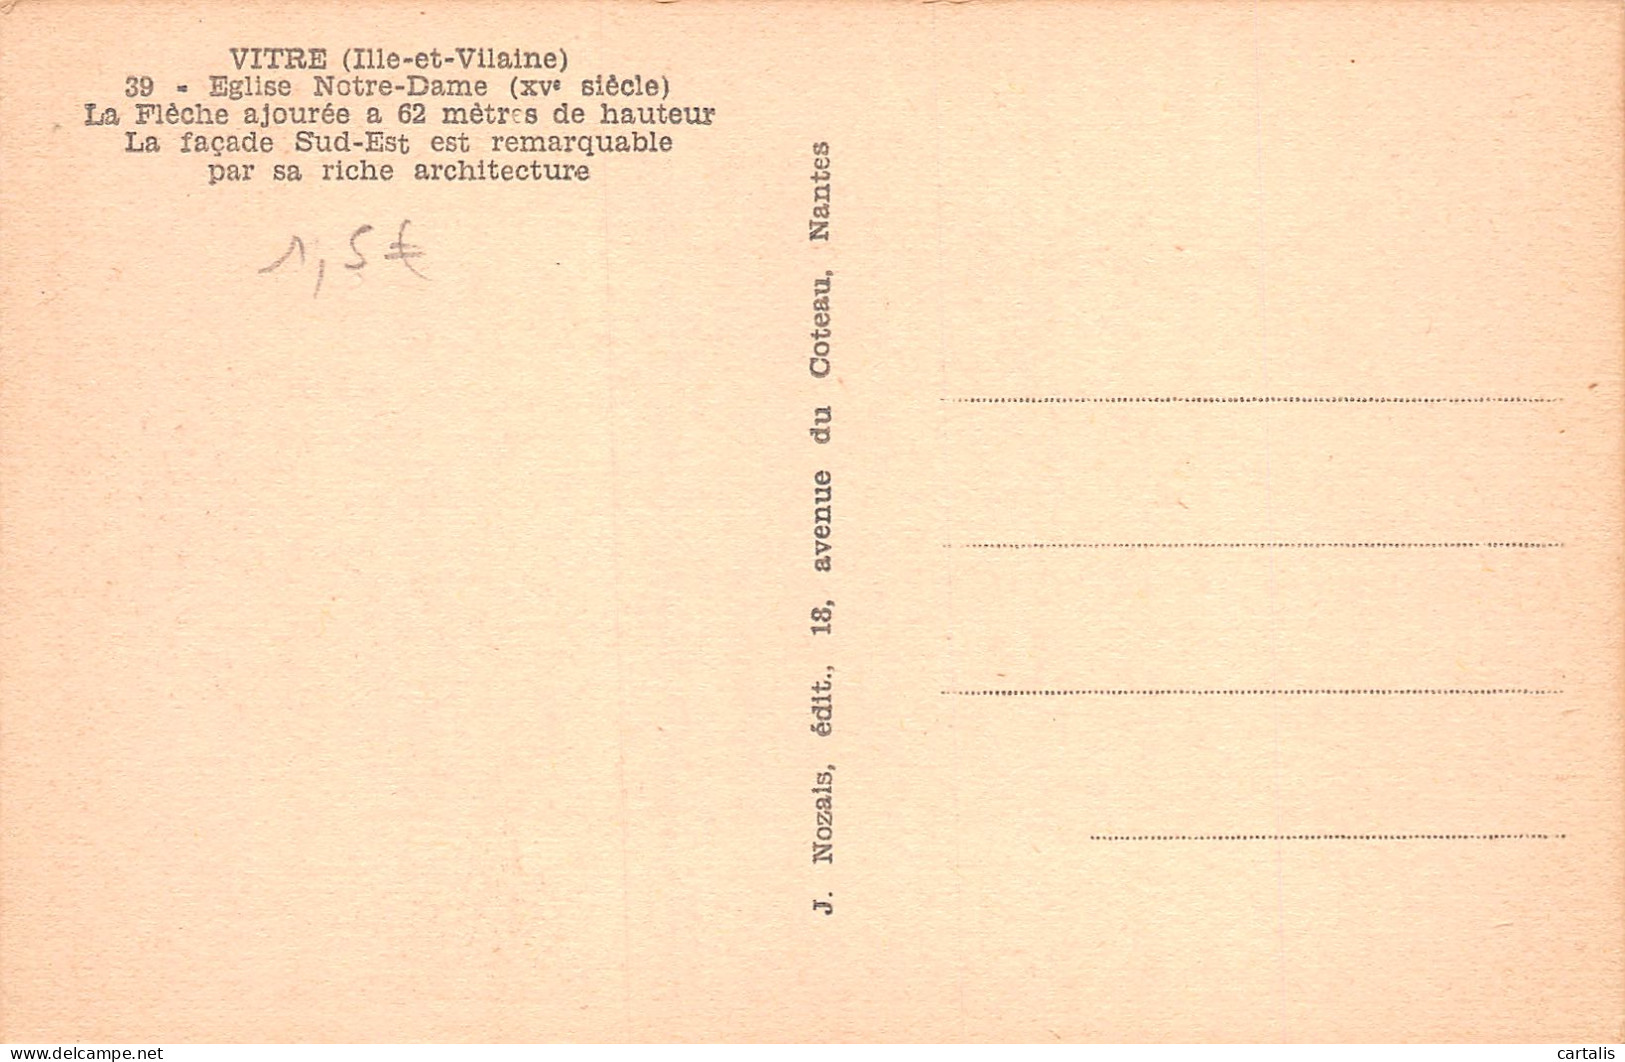 VITRE (Ille-et-Vilaine)
39 - Eglise Notre-Dame (XVe siècle)
La Flèche ajourée a 62 mètres de hauteur
La façade Sud-Est est remarquable
par sa riche architecture
1,5€
J. Nozais, édit., 18, avenue du Coteau, Nantes
www.delcampe.net
cartalis